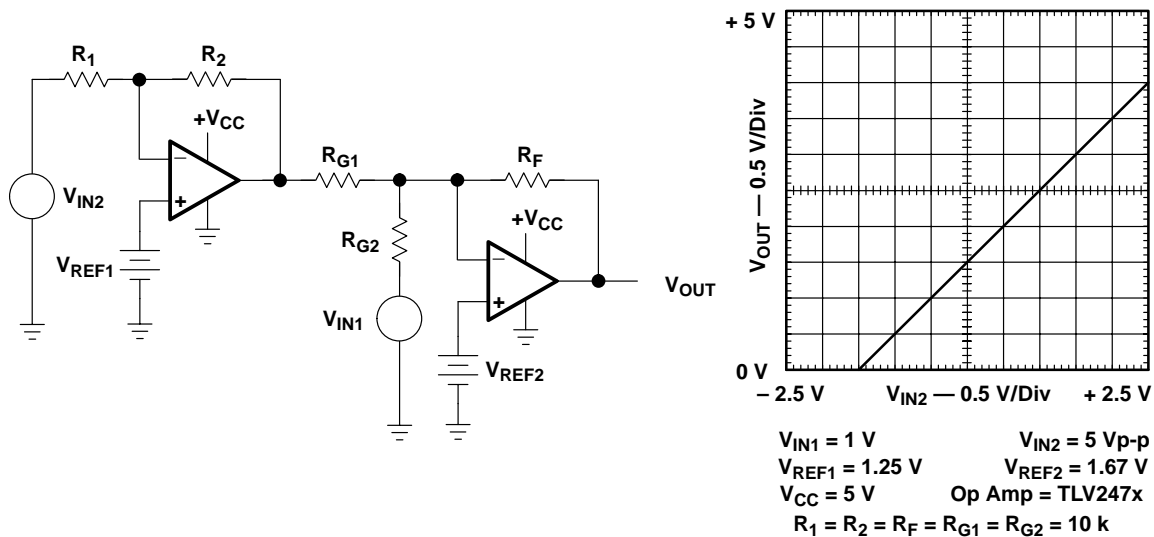 R1
R2
+VCC
−
+
VIN2
VREF1
RG1
RF
RG2
+VCC
−
+
VIN1
VREF2
VOUT
+ 5 V
VOUT — 0.5 V/Div
0 V
– 2.5 V
VIN2 — 0.5 V/Div
+ 2.5 V
VIN1 = 1 V VIN2 = 5 Vp-p
VREF1 = 1.25 V VREF2 = 1.67 V
VCC = 5 V Op Amp = TLV247x
R1 = R2 = RF = RG1 = RG2 = 10 k